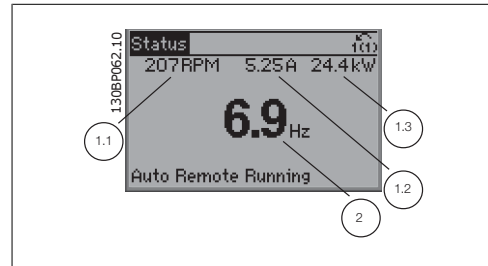 130BP062.10
Status 1(1)
207RPM 5.25A 24.4kW
6.9Hz
Auto Remote Running
1.1
1.3
1.2
2